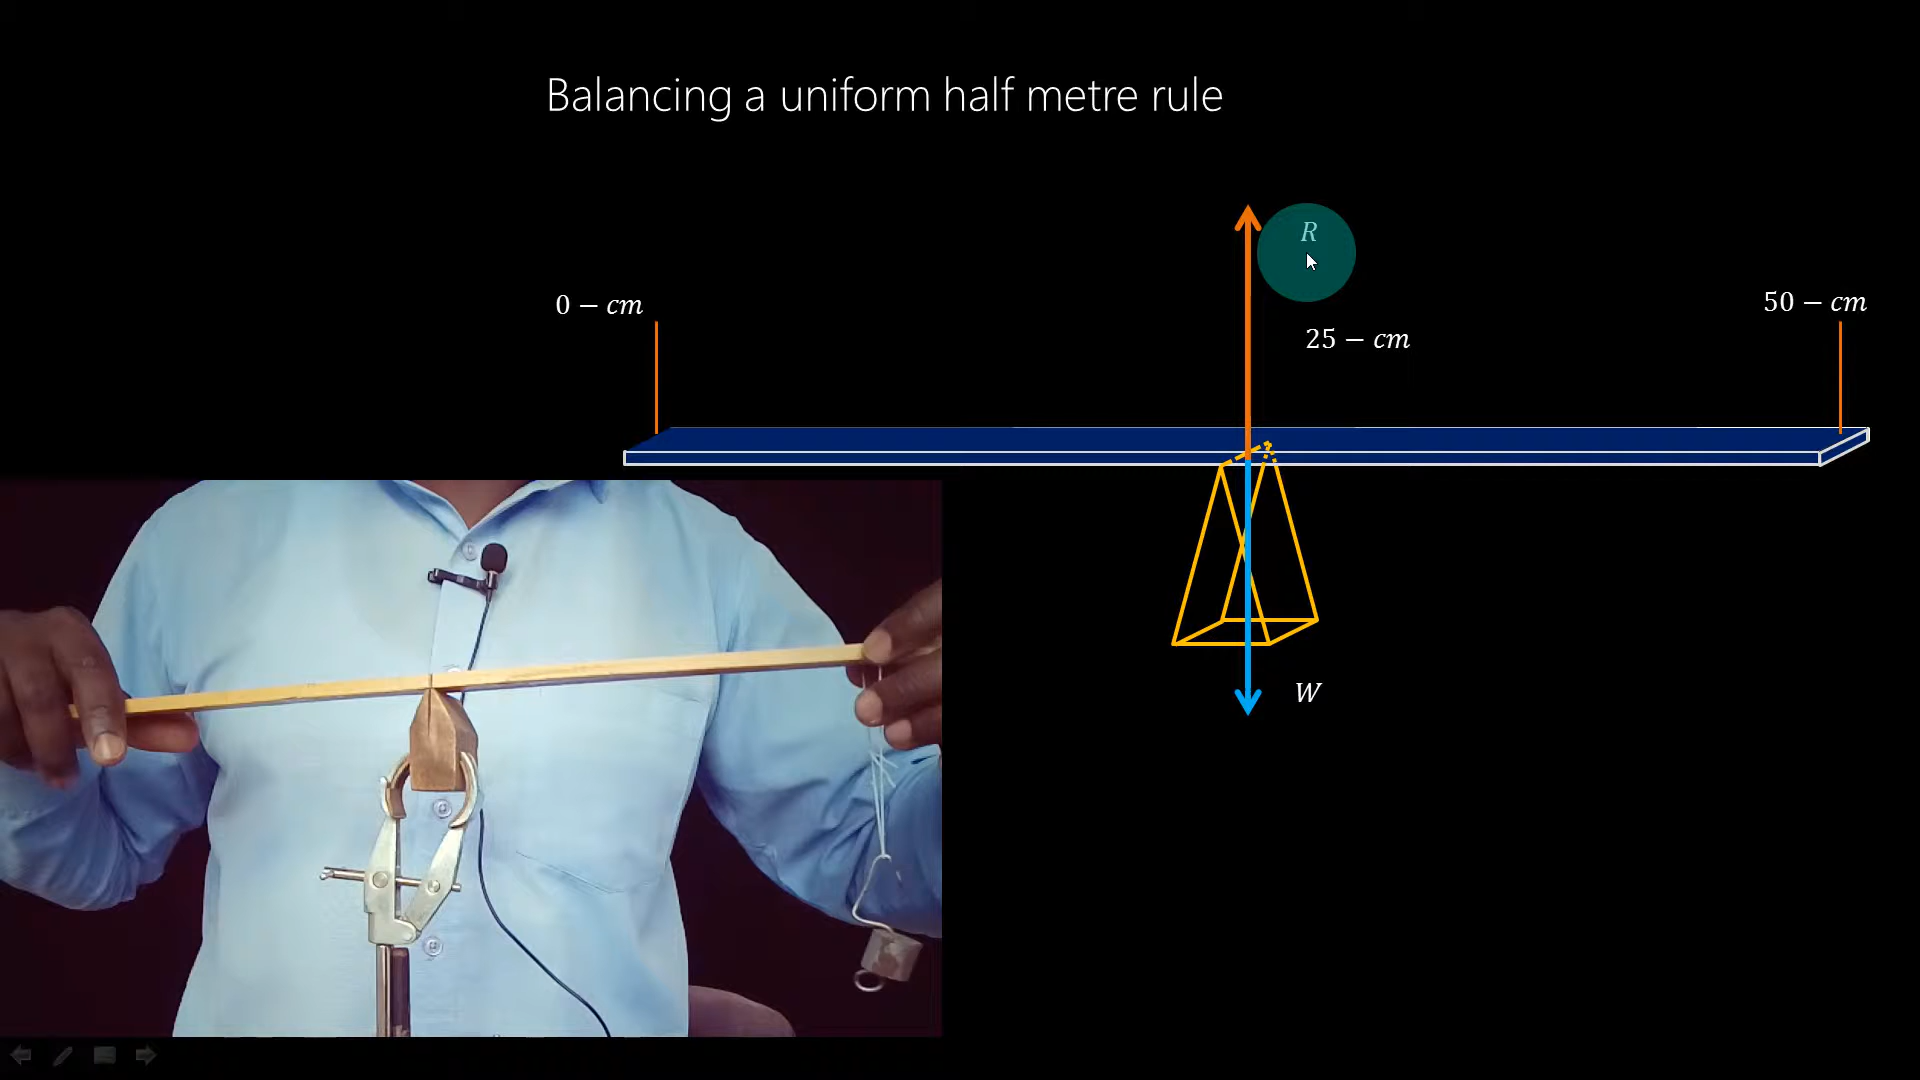 Balancing a uniform half metre rule
R
0 − cm
50 − cm
25 − cm
W